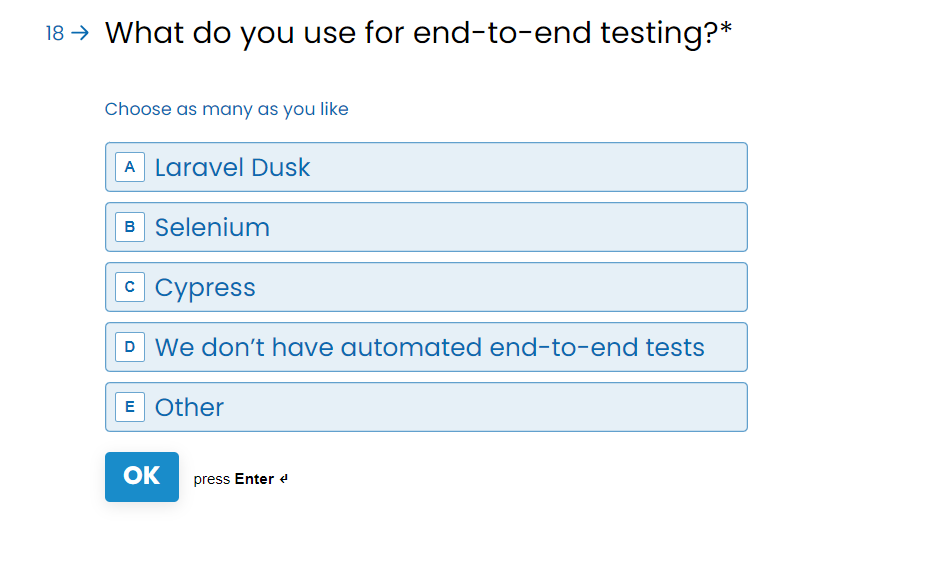 18 → What do you use for end-to-end testing?*
Choose as many as you like
A Laravel Dusk
B Selenium
C Cypress
D We don’t have automated end-to-end tests
E Other
OK press Enter ↵